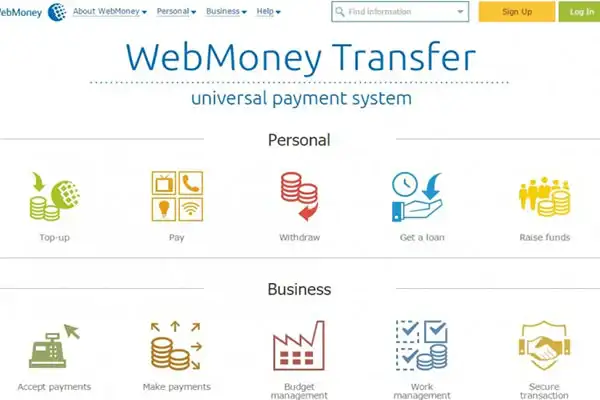 WebMoney About WebMoney Personal Business Help Find information Sign Up Log In
WebMoney Transfer
universal payment system
Personal
Top-up Pay Withdraw Get a loan Raise funds
Business
Accept payments Make payments Budget management Work management Secure transaction